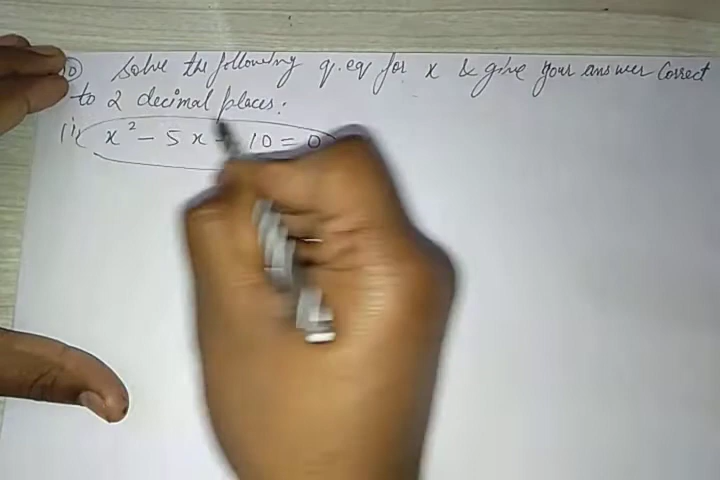 10) Solve the following q.eq for x & give your answer correct
to 2 decimal places:
(i) x² - 5x - 10 = 0